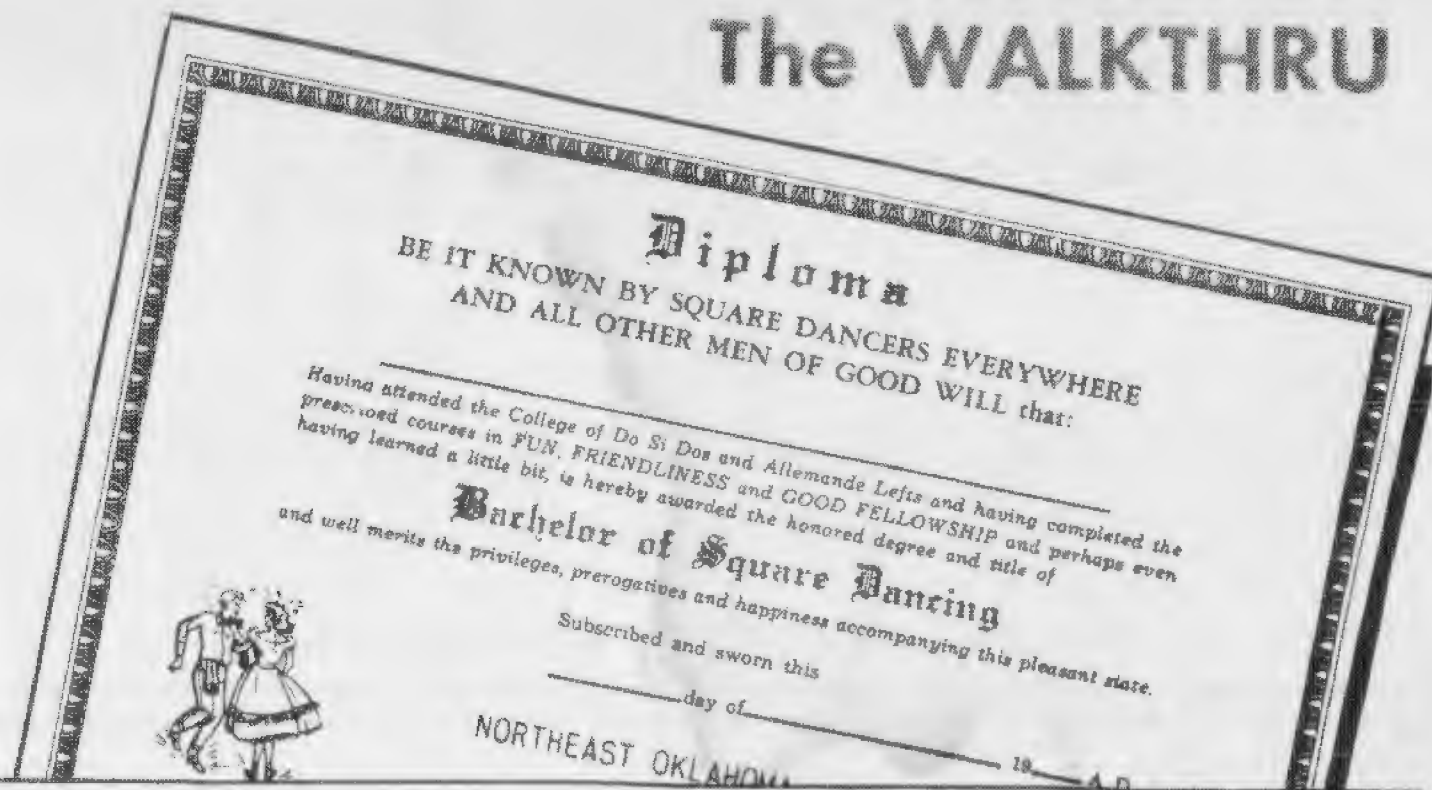 The WALKTHRU
Diploma
BE IT KNOWN BY SQUARE DANCERS EVERYWHERE
AND ALL OTHER MEN OF GOOD WILL that:
Having attended the College of Do Si Dos and Allemande Lefts and having completed the
prescribed courses in FUN, FRIENDLINESS and GOOD FELLOWSHIP and perhaps even
having learned a little bit, is hereby awarded the honored degree and title of
Bachelor of Square Dancing
and well merits the privileges, prerogatives and happiness accompanying this pleasant state.
Subscribed and sworn this
day of 19 A.D.
NORTHEAST OKLAHOMA